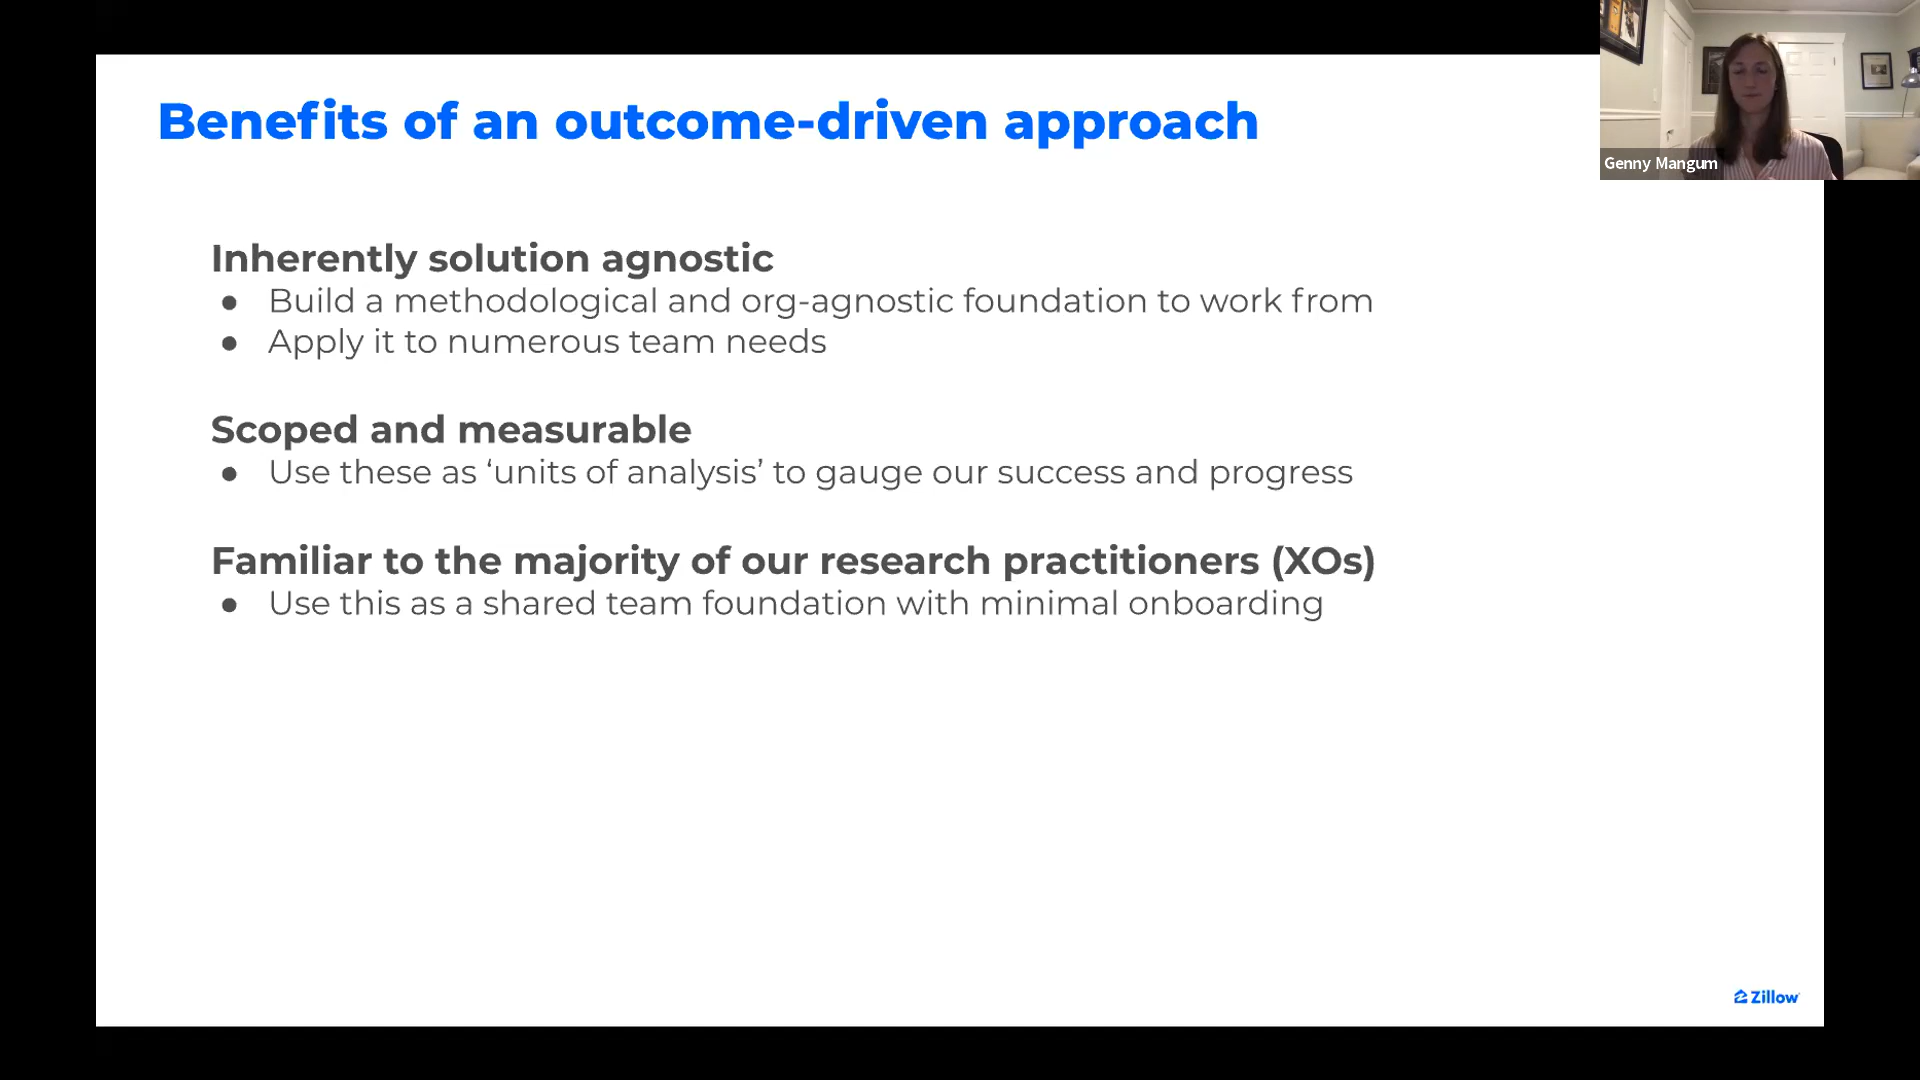 Benefits of an outcome-driven approach
Genny Mangum
Inherently solution agnostic
● Build a methodological and org-agnostic foundation to work from
● Apply it to numerous team needs
Scoped and measurable
● Use these as ‘units of analysis’ to gauge our success and progress
Familiar to the majority of our research practitioners (XOs)
● Use this as a shared team foundation with minimal onboarding
Zillow